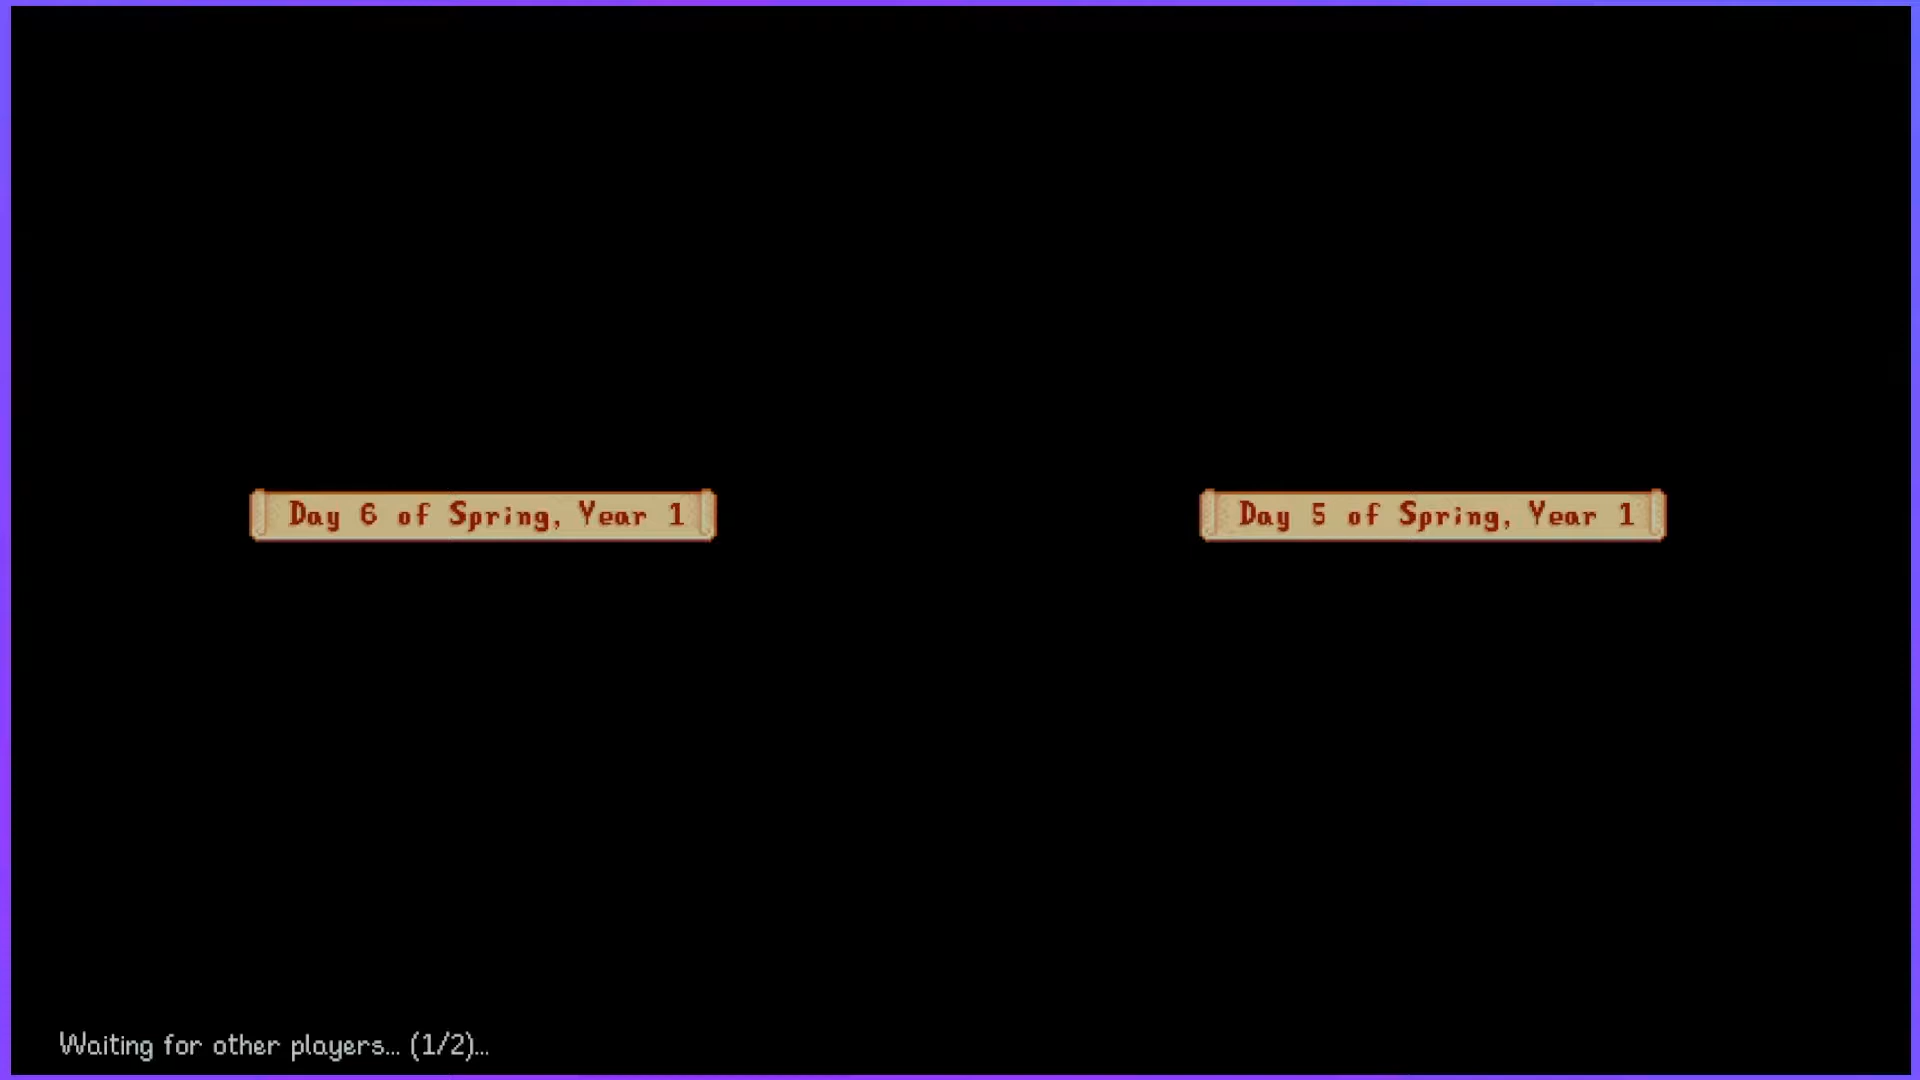 Day 6 of Spring, Year 1
Day 5 of Spring, Year 1
Waiting for other players... (1/2)...